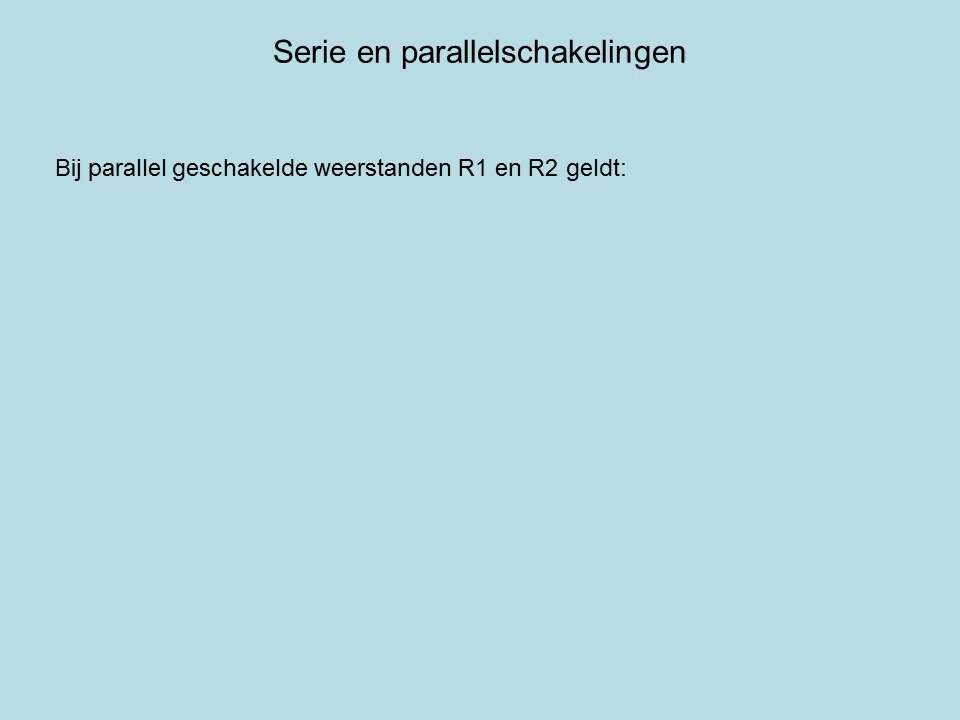 Serie en parallelschakelingen
Bij parallel geschakelde weerstanden R1 en R2 geldt: